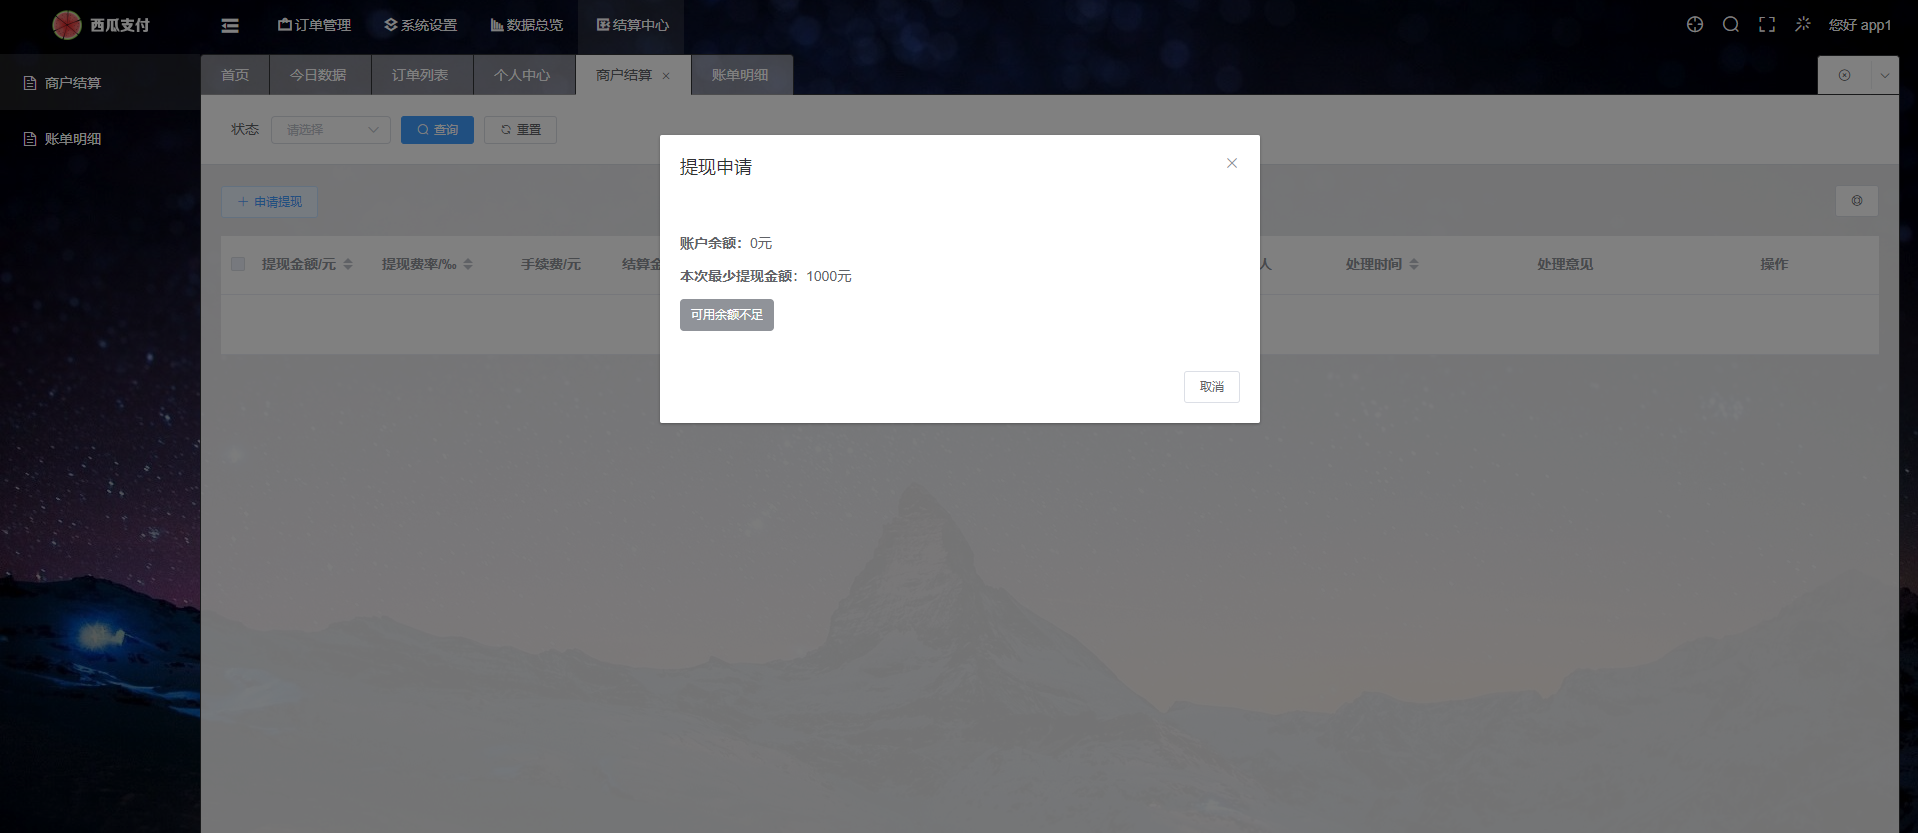 西瓜支付
订单管理
系统设置
数据总览
结算中心
您好 app1
商户结算
账单明细
首页
今日数据
订单列表
个人中心
商户结算
账单明细
状态
请选择
查询
重置
申请提现
提现金额/元
提现费率/‰
手续费/元
结算金
人
处理时间
处理意见
操作
提现申请
账户余额：0元
本次最少提现金额：1000元
可用余额不足
取消